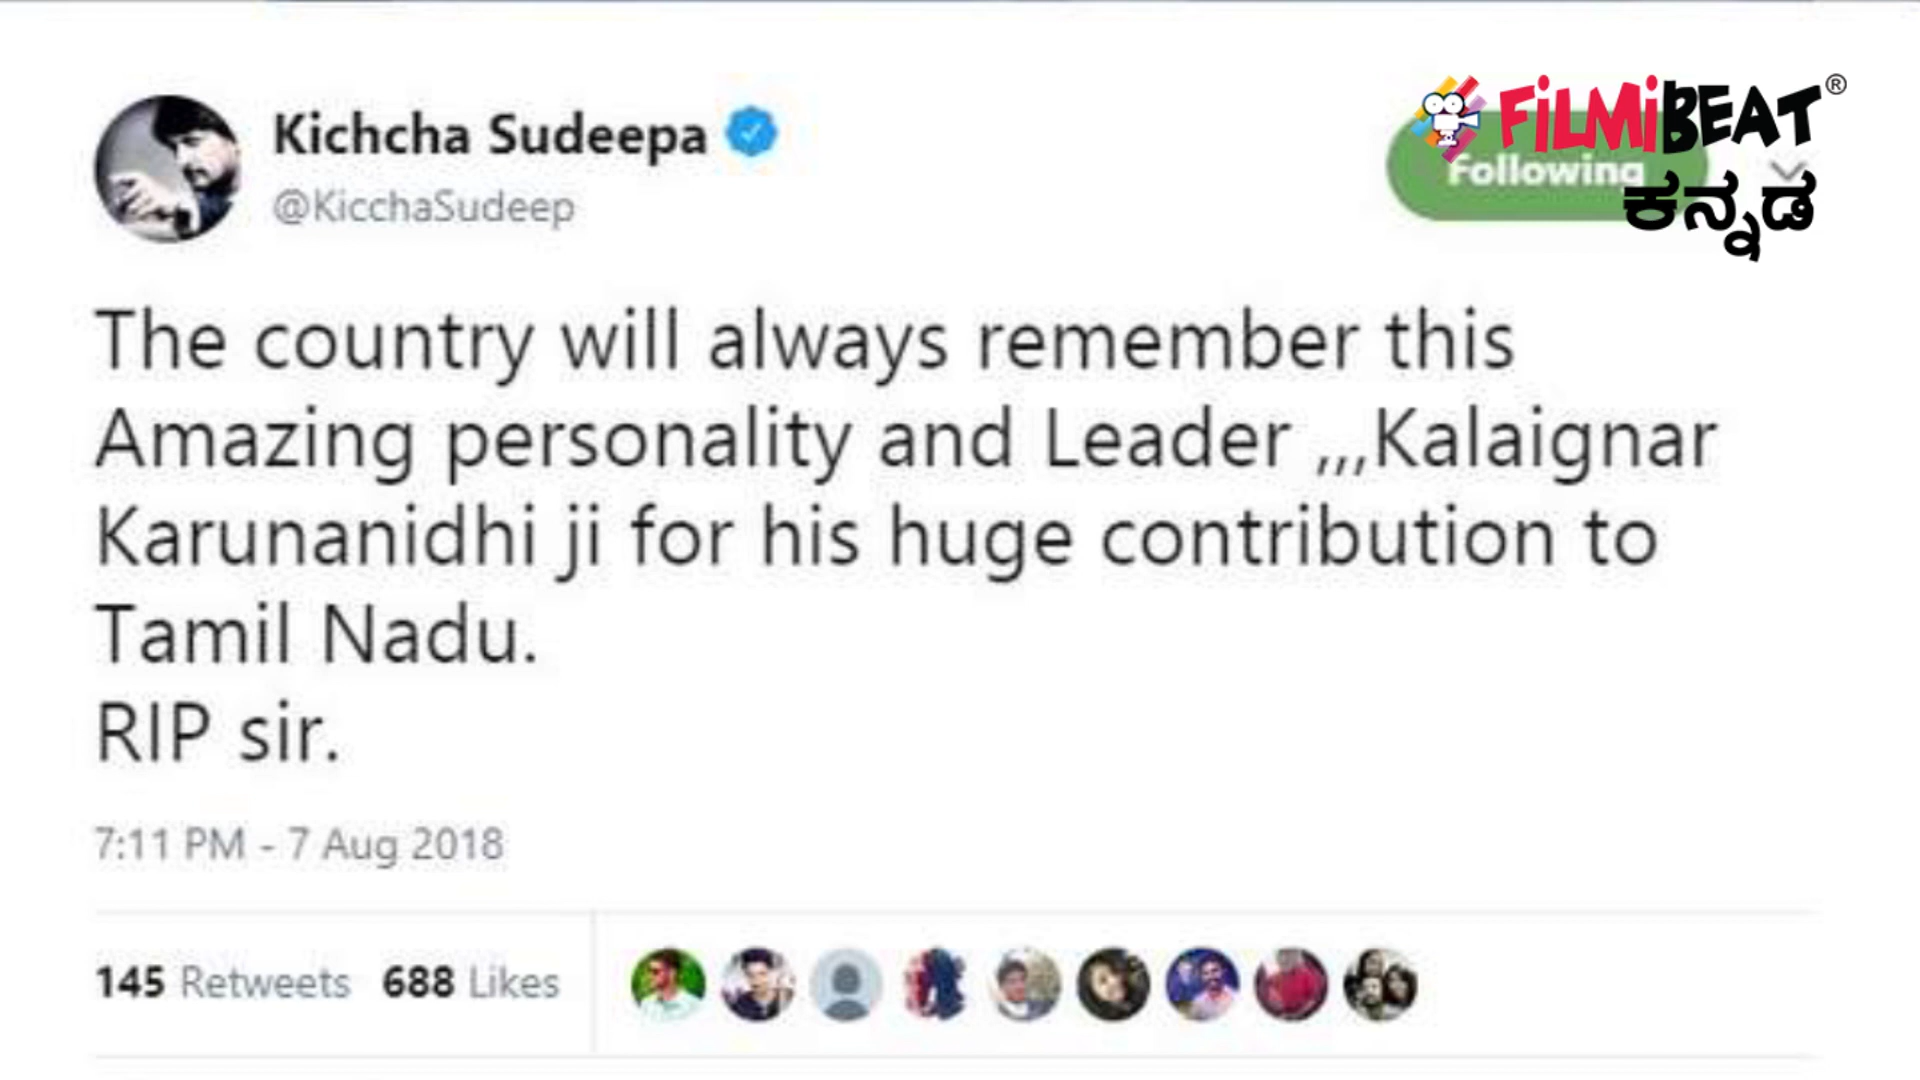 Kichcha Sudeepa
@KicchaSudeep
FiLMiBEAT®
Following
ಕನ್ನಡ
The country will always remember this
Amazing personality and Leader ,,,Kalaignar
Karunanidhi ji for his huge contribution to
Tamil Nadu.
RIP sir.
7:11 PM - 7 Aug 2018
145 Retweets 688 Likes